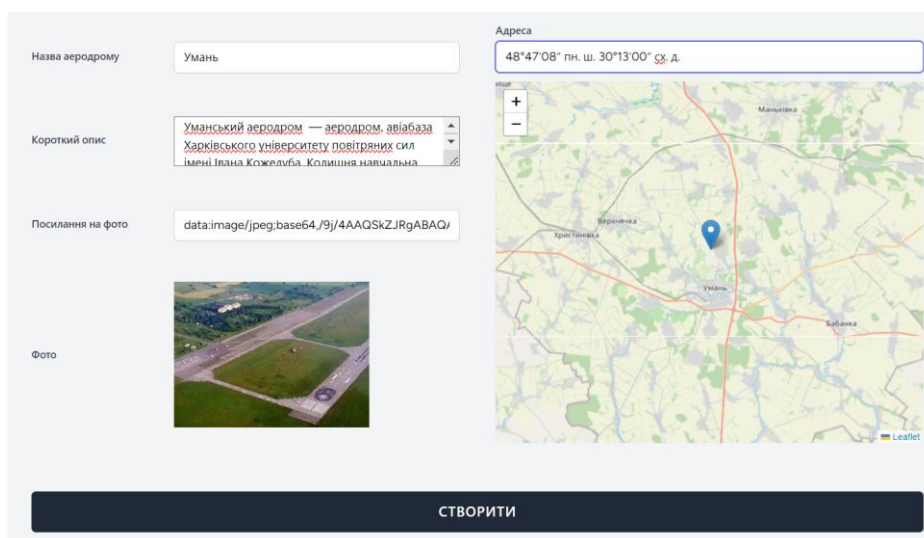 Адреса
Назва аеродрому
Умань
48°47'08" пн. ш. 30°13'00" сх. д.
+
−
Маньківка
Короткий опис
Уманський аеродром — аеродром, авіабаза
Харківського університету повітряних сил
імені Івана Кожедуба. Колишня навчальна
Посилання на фото
data:image/jpeg;base64,/9j/4AAQSkZJRgABAQ
Верхнячка
Христинівка
Умань
Бабанка
Фото
Leaflet
СТВОРИТИ